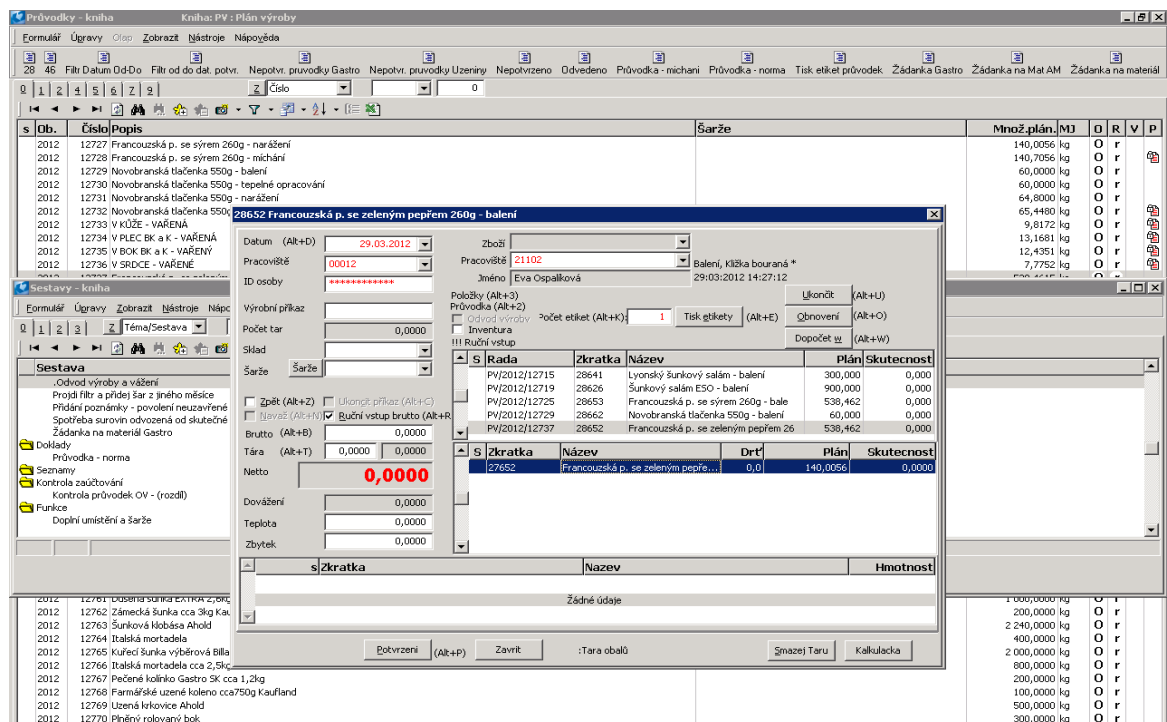 Průvodky - kniha Kniha: PV : Plán výroby
Formulář Úpravy Olap Zobrazit Nástroje Nápověda
28 46 Filtr Datum Od-Do Filtr od do dat. potvr. Nepotvr. pruvodky Gastro Nepotvr. pruvodky Uzeniny Nepotvrzeno Odvedeno Průvodka - michani Průvodka - norma Tisk etiket průvodek Žádanka Gastro Žádanka na Mat AM Žádanka na materiál
0 1 2 4 5 6 7 9 Z Číslo 0
s Ob. Číslo Popis Šarže Množ.plán. MJ O R V P
2012 12727 Francouzská p. se sýrem 260g - narážení 140,0056 kg O r
2012 12728 Francouzská p. se sýrem 260g - míchání 140,7056 kg O r
2012 12729 Novobranská tlačenka 550g - balení 60,0000 kg O r
2012 12730 Novobranská tlačenka 550g - tepelné opracování 60,0000 kg O r
2012 12731 Novobranská tlačenka 550g - narážení 64,8000 kg O r
2012 12732 Novobranská tlačenka 550g 65,4480 kg O r
2012 12733 V KŮŽE - VAŘENÁ 9,8172 kg O r
2012 12734 V PLEC BK a K - VAŘENÁ 13,1681 kg O r
2012 12735 V BOK BK a K - VAŘENÝ 12,4351 kg O r
2012 12736 V SRDCE - VAŘENÉ 7,7752 kg O r
28652 Francouzská p. se zeleným pepřem 260g - balení
Datum (Alt+D) 29.03.2012 Zboží
Pracoviště 00012 Pracoviště 21102 Balení, Kližka bouraná *
ID osoby ************ Jméno Eva Ospalíková 29:03:2012 14:27:12
Položky (Alt+3) Ukončit (Alt+U)
Výrobní příkaz Průvodka (Alt+2)
Odvod výroby Počet etiket (Alt+K): 1 Tisk etikety (Alt+E) Obnovení (Alt+O)
Počet tar 0,0000 Inventura
Dopočet w (Alt+W)
Sklad !!! Ruční vstup
Šarže Šarže
S Rada Zkratka Název Plán Skutecnost
PV/2012/12715 28641 Lyonský šunkový salám - balení 300,000 0,000
PV/2012/12719 28626 Šunkový salám ESO - balení 900,000 0,000
PV/2012/12725 28653 Francouzská p. se sýrem 260g - bale 538,462 0,000
PV/2012/12729 28662 Novobranská tlačenka 550g - balení 60,000 0,000
PV/2012/12737 28652 Francouzská p. se zeleným pepřem 26 538,462 0,000
Zpět (Alt+Z) Ukoncit příkaz (Alt+C)
Navaž (Alt+N) Ruční vstup brutto (Alt+R
Brutto (Alt+B) 0,0000
Tára (Alt+T) 0,0000 0,0000
Netto 0,0000
Dovážení 0,0000
Teplota 0,0000
Zbytek 0,0000
S Zkratka Název Drť Plán Skutecnost
27652 Francouzská p. se zeleným pepře... 0,0 140,0056 0,0000
s Zkratka Nazev Hmotnost
Žádné údaje
Potvrzeni (Alt+P) Zavrit :Tara obalů Smazej Taru Kalkulacka
Sestavy - kniha
Formulář Úpravy Zobrazit Nástroje Nápo
0 1 2 3 Z Téma/Sestava
Sestava
.Odvod výroby a vážení
Projdi filtr a přidej šar z jiného měsíce
Přidání poznámky - povolení neuzavřené
Spotřeba surovin odvozená od skutečné
Žádanka na materiál Gastro
Doklady
Průvodka - norma
Seznamy
Kontrola zaúčtování
Kontrola průvodek OV - (rozdíl)
Funkce
Doplní umístění a šarže
2012 12761 Dušená šunka EXTRA 2,6kg 1 000,0000 kg O r
2012 12762 Zámecká šunka cca 3kg Kau 200,0000 kg O r
2012 12763 Šunková klobása Ahold 2 240,0000 kg O r
2012 12764 Italská mortadela 400,0000 kg O r
2012 12765 Kuřecí šunka výběrová Billa 2 000,0000 kg O r
2012 12766 Italská mortadela cca 2,5kg 800,0000 kg O r
2012 12767 Pečené kolínko Gastro SK cca 1,2kg 200,0000 kg O r
2012 12768 Farmářské uzené koleno cca750g Kaufland 100,0000 kg O r
2012 12769 Uzená krkovice Ahold 500,0000 kg O r
2012 12770 Plněný rolovaný bok 300,0000 kg O r